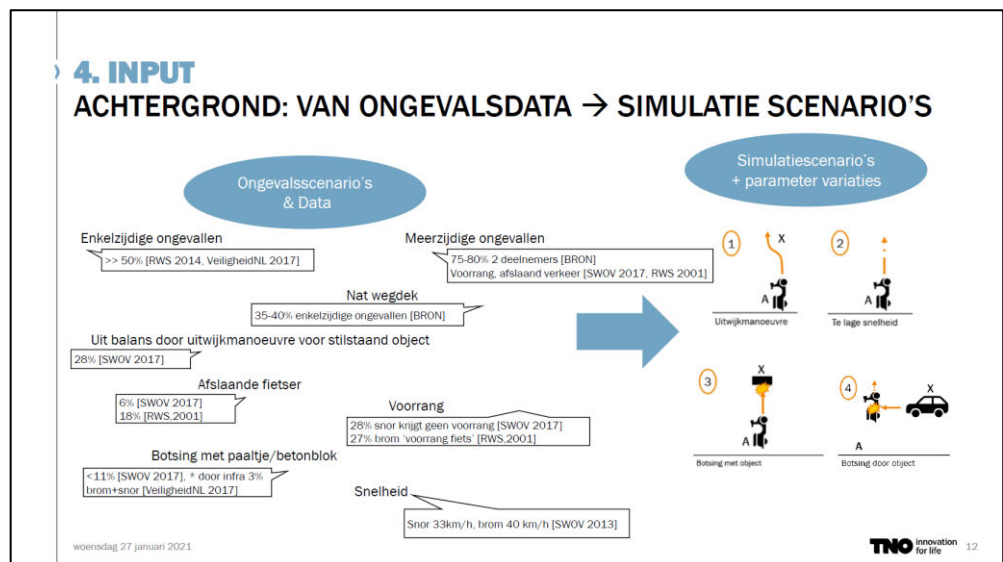 4. INPUT
ACHTERGROND: VAN ONGEVALSDATA → SIMULATIE SCENARIO'S
Ongevalsscenario's
& Data
Enkelzijdige ongevallen
>> 50% [RWS 2014, VeiligheidNL 2017]
Meerzijdige ongevallen
75-80% 2 deelnemers [BRON]
Voorrang, afslaand verkeer [SWOV 2017, RWS 2001]
Nat wegdek
35-40% enkelzijdige ongevallen [BRON]
Uit balans door uitwijkmanoeuvre voor stilstaand object
28% [SWOV 2017]
Afslaande fietser
6% [SWOV 2017]
18% [RWS,2001]
Voorrang
28% snor krijgt geen voorrang [SWOV 2017]
27% brom 'voorrang fiets' [RWS,2001]
Botsing met paaltje/betonblok
<11% [SWOV 2017], * door infra 3%
brom+snor [VeiligheidNL 2017]
Snelheid
Snor 33km/h, brom 40 km/h [SWOV 2013]
Simulatiescenario's
+ parameter variaties
1
X
A
Uitwijkmanoeuvre
2
A
Te lage snelheid
3
X
A
Botsing met object
4
X
A
Botsing door object
woensdag 27 januari 2021
TNO innovation
for life
12